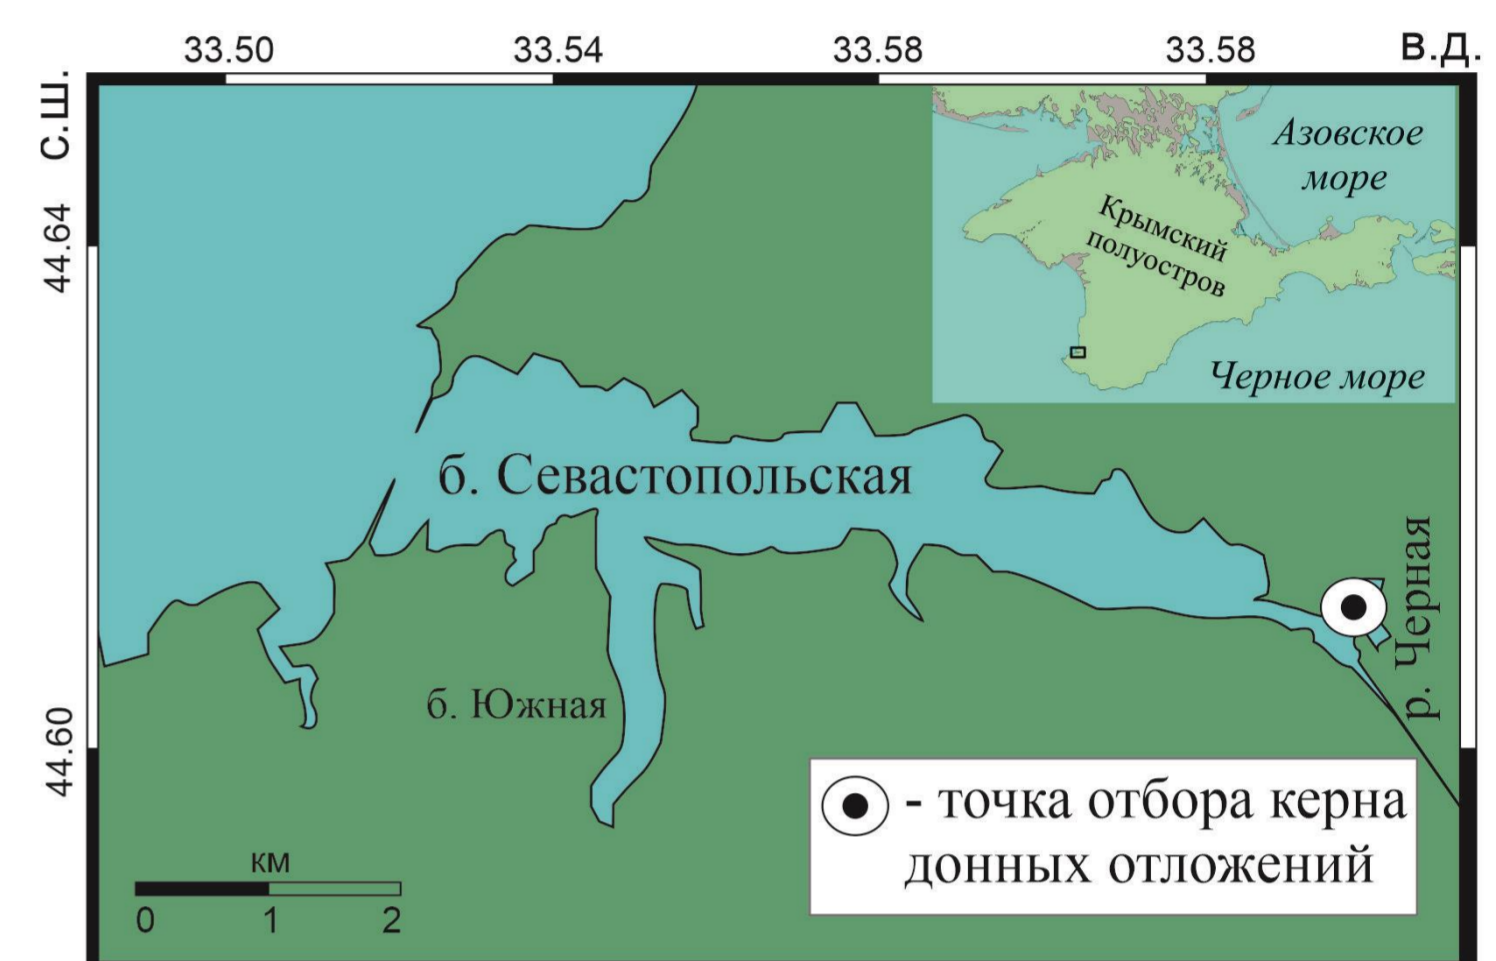 33.50 33.54 33.58 33.58 в.д.
с.ш.
44.64
44.60
Азовское
море
Крымский
полуостров
Черное море
б. Севастопольская
б. Южная
р. Черная
- точка отбора керна
донных отложений
км
0 1 2